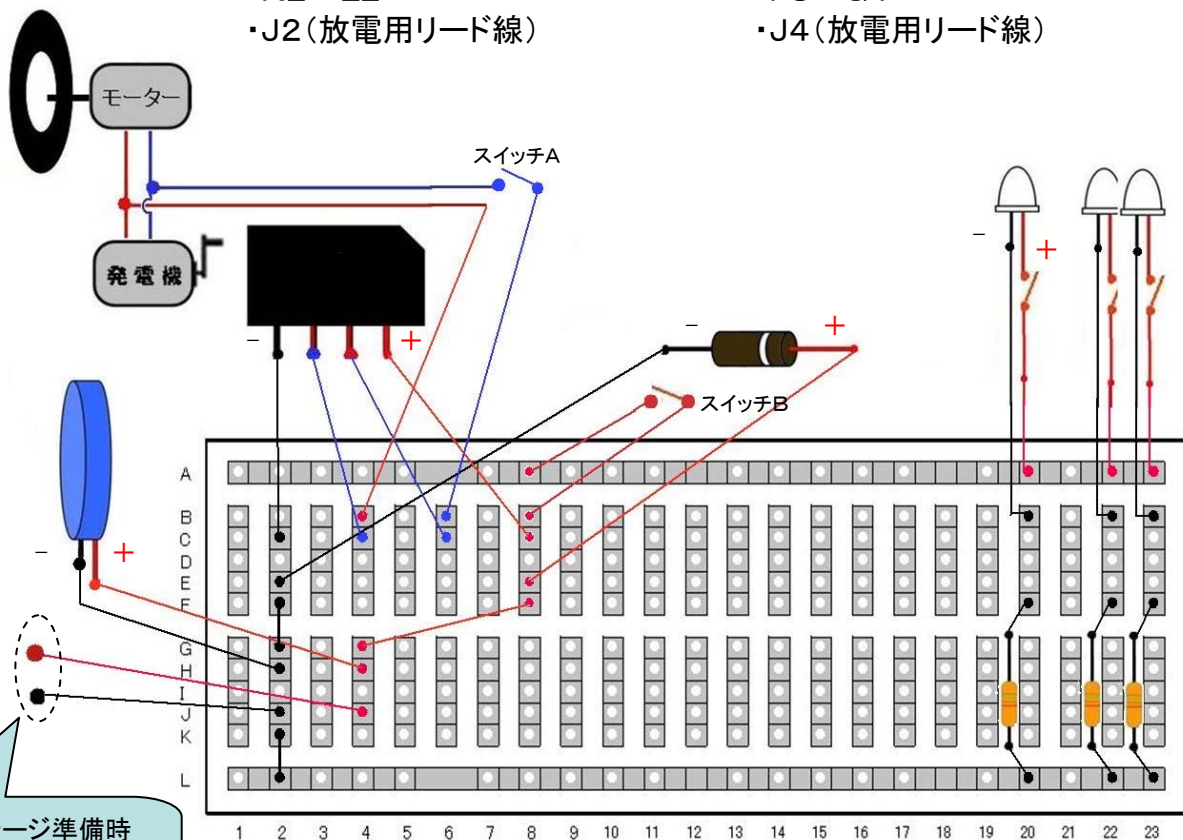 ・J2(放電用リード線)
・J4(放電用リード線)
モーター
スイッチA
発電機
- +
- +
スイッチB
- +
- +
A
B
C
D
E
F
G
H
I
J
K
L
ージ準備時
1 2 3 4 5 6 7 8 9 10 11 12 13 14 15 16 17 18 19 20 21 22 23